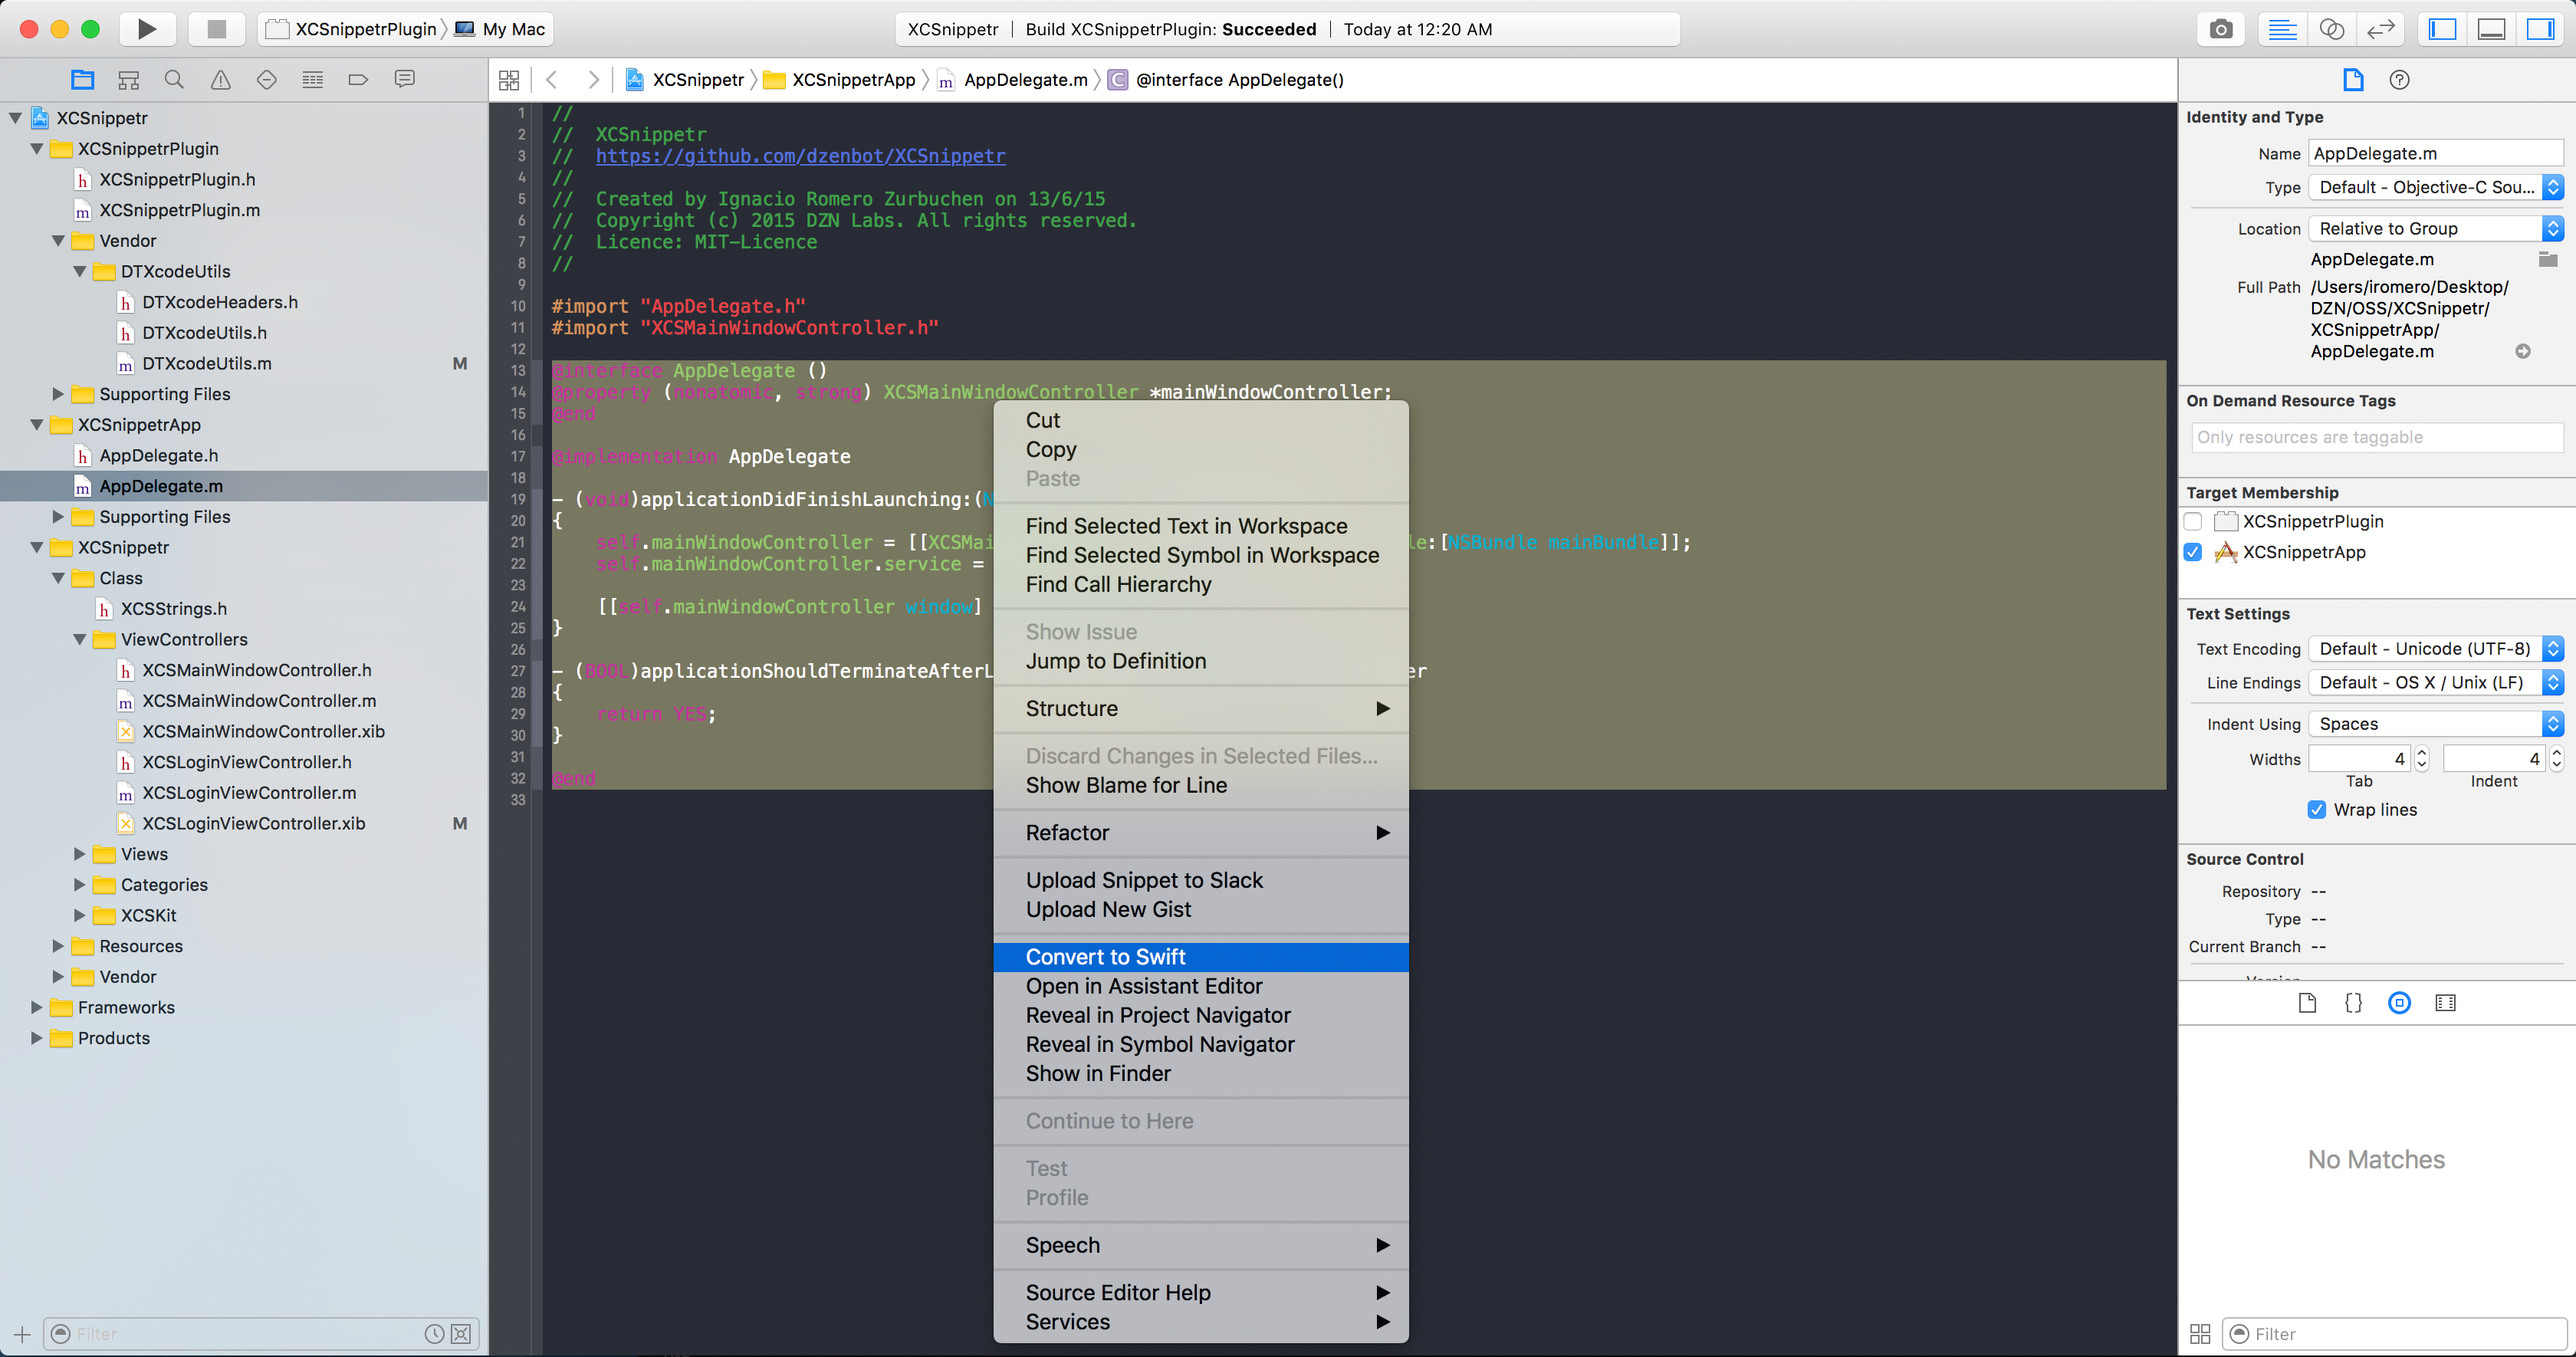 XCSnippetrPlugin My Mac
XCSnippetr Build XCSnippetrPlugin: Succeeded Today at 12:20 AM
XCSnippetr
XCSnippetrPlugin
h XCSnippetrPlugin.h
m XCSnippetrPlugin.m
Vendor
DTXcodeUtils
h DTXcodeHeaders.h
h DTXcodeUtils.h
m DTXcodeUtils.m M
Supporting Files
XCSnippetrApp
h AppDelegate.h
m AppDelegate.m
Supporting Files
XCSnippetr
Class
h XCSStrings.h
ViewControllers
h XCSMainWindowController.h
m XCSMainWindowController.m
XCSMainWindowController.xib
h XCSLoginViewController.h
m XCSLoginViewController.m
XCSLoginViewController.xib M
Views
Categories
XCSKit
Resources
Vendor
Frameworks
Products
Filter
XCSnippetr XCSnippetrApp m AppDelegate.m C @interface AppDelegate()
1 //
2 // XCSnippetr
3 // https://github.com/dzenbot/XCSnippetr
4 //
5 // Created by Ignacio Romero Zurbuchen on 13/6/15
6 // Copyright (c) 2015 DZN Labs. All rights reserved.
7 // Licence: MIT-Licence
8 //
9
10 #import "AppDelegate.h"
11 #import "XCSMainWindowController.h"
12
13 @interface AppDelegate ()
14 @property (nonatomic, strong) XCSMainWindowController *mainWindowController;
15 @end
16
17 @implementation AppDelegate
18
19 - (void)applicationDidFinishLaunching:(N
20 {
21 self.mainWindowController = [[XCSMai le:[NSBundle mainBundle]];
22 self.mainWindowController.service =
23
24 [[self.mainWindowController window]
25 }
26
27 - (BOOL)applicationShouldTerminateAfterL er
28 {
29 return YES;
30 }
31
32 @end
33
Cut
Copy
Paste
Find Selected Text in Workspace
Find Selected Symbol in Workspace
Find Call Hierarchy
Show Issue
Jump to Definition
Structure
Discard Changes in Selected Files...
Show Blame for Line
Refactor
Upload Snippet to Slack
Upload New Gist
Convert to Swift
Open in Assistant Editor
Reveal in Project Navigator
Reveal in Symbol Navigator
Show in Finder
Continue to Here
Test
Profile
Speech
Source Editor Help
Services
Identity and Type
Name AppDelegate.m
Type Default - Objective-C Sou...
Location Relative to Group
AppDelegate.m
Full Path /Users/iromero/Desktop/
DZN/OSS/XCSnippetr/
XCSnippetrApp/
AppDelegate.m
On Demand Resource Tags
Only resources are taggable
Target Membership
XCSnippetrPlugin
XCSnippetrApp
Text Settings
Text Encoding Default - Unicode (UTF-8)
Line Endings Default - OS X / Unix (LF)
Indent Using Spaces
Widths 4 4
Tab Indent
Wrap lines
Source Control
Repository --
Type --
Current Branch --
No Matches
Filter